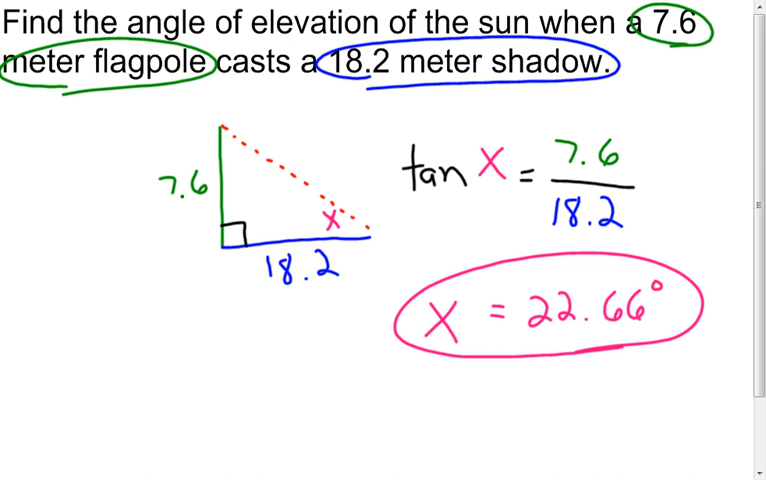 Find the angle of elevation of the sun when a 7.6
meter flagpole casts a 18.2 meter shadow.
7.6
x
18.2
tan x = 7.6
18.2
x = 22.66°